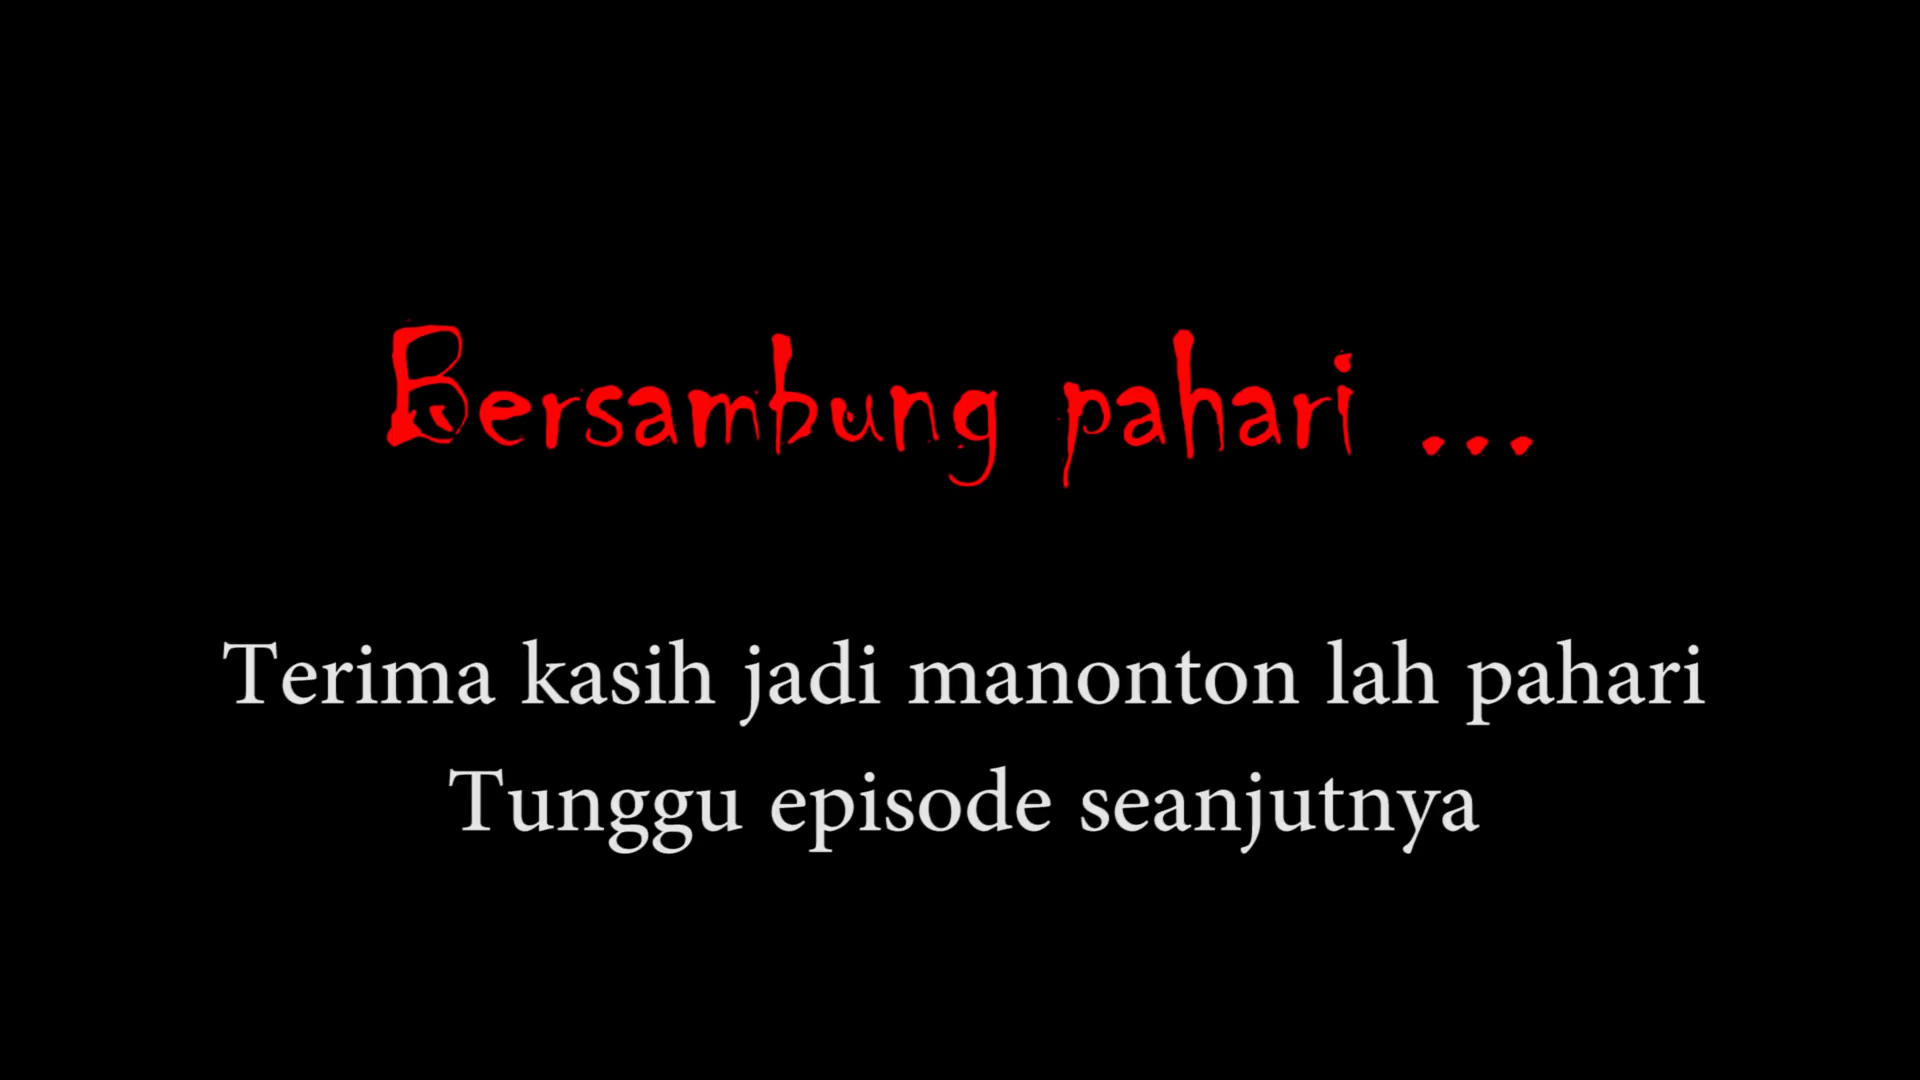 Bersambung pahari ...
Terima kasih jadi manonton lah pahari
Tunggu episode seanjutnya